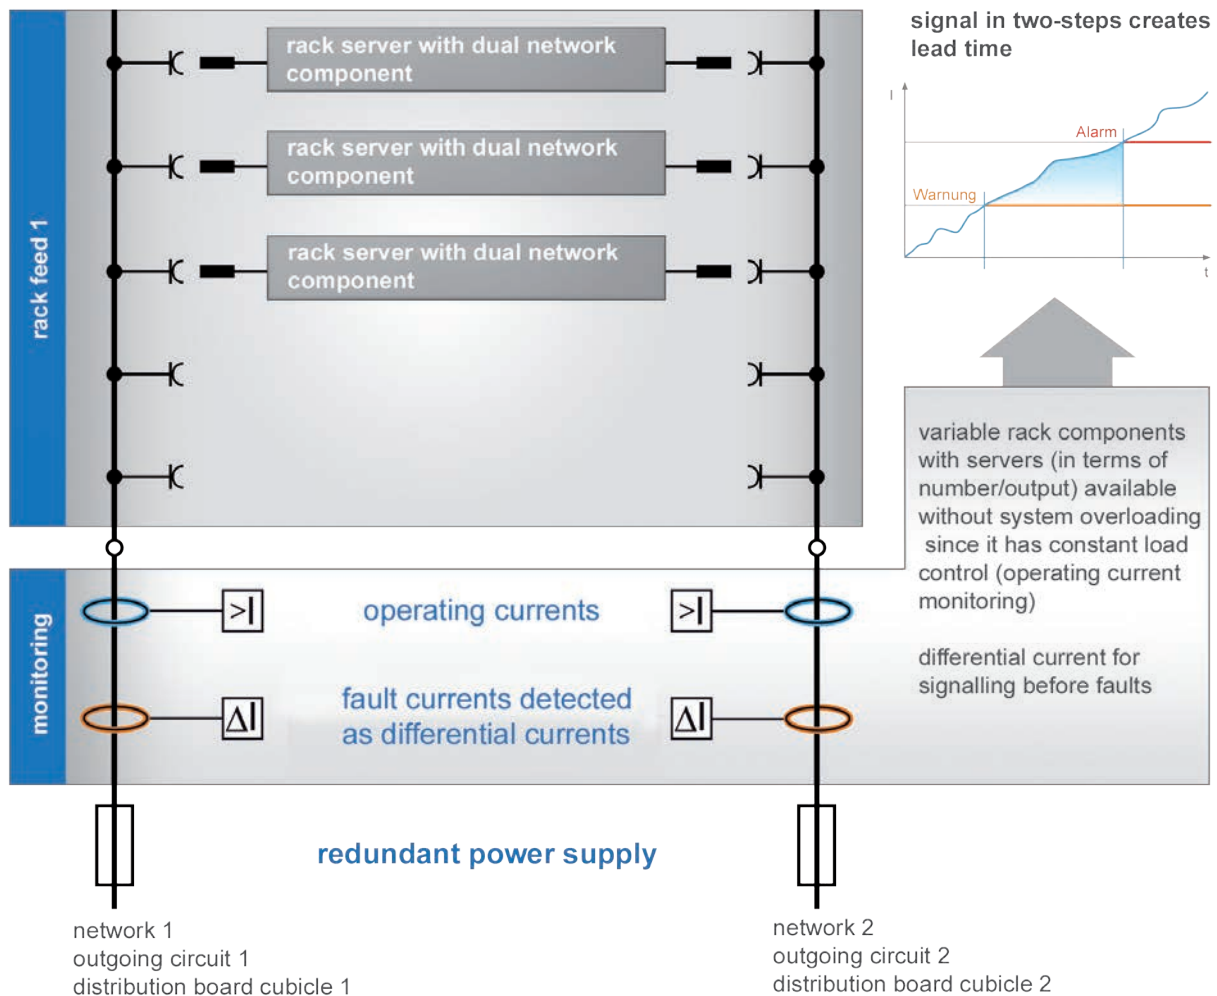 rack server with dual network
component
rack server with dual network
component
rack server with dual network
component
rack feed 1
signal in two-steps creates
lead time
I
Alarm
Warnung
t
variable rack components
with servers (in terms of
number/output) available
without system overloading
since it has constant load
control (operating current
monitoring)
differential current for
signalling before faults
monitoring
>I
operating currents
>I
ΔI
fault currents detected
as differential currents
ΔI
redundant power supply
network 1
outgoing circuit 1
distribution board cubicle 1
network 2
outgoing circuit 2
distribution board cubicle 2